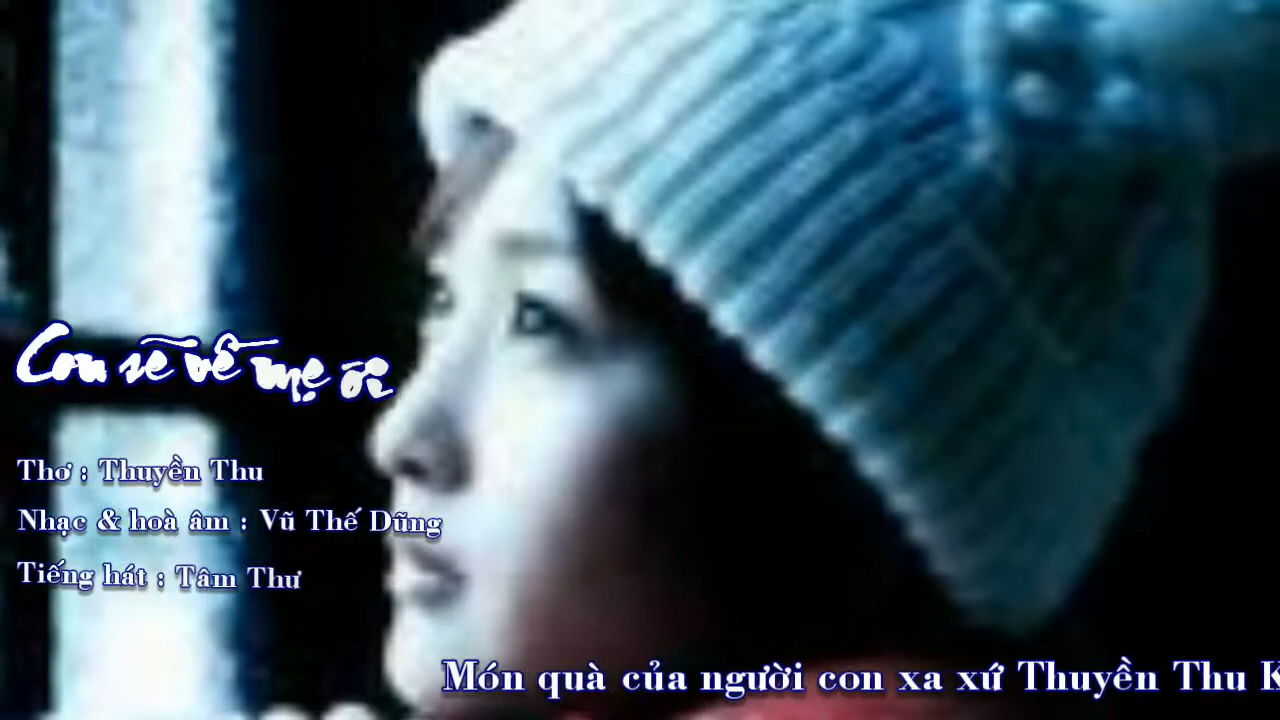 Con sẽ về mẹ ơi
Thơ : Thuyền Thu
Nhạc & hoà âm : Vũ Thế Dũng
Tiếng hát : Tâm Thư
Món quà của người con xa xứ Thuyền Thu K